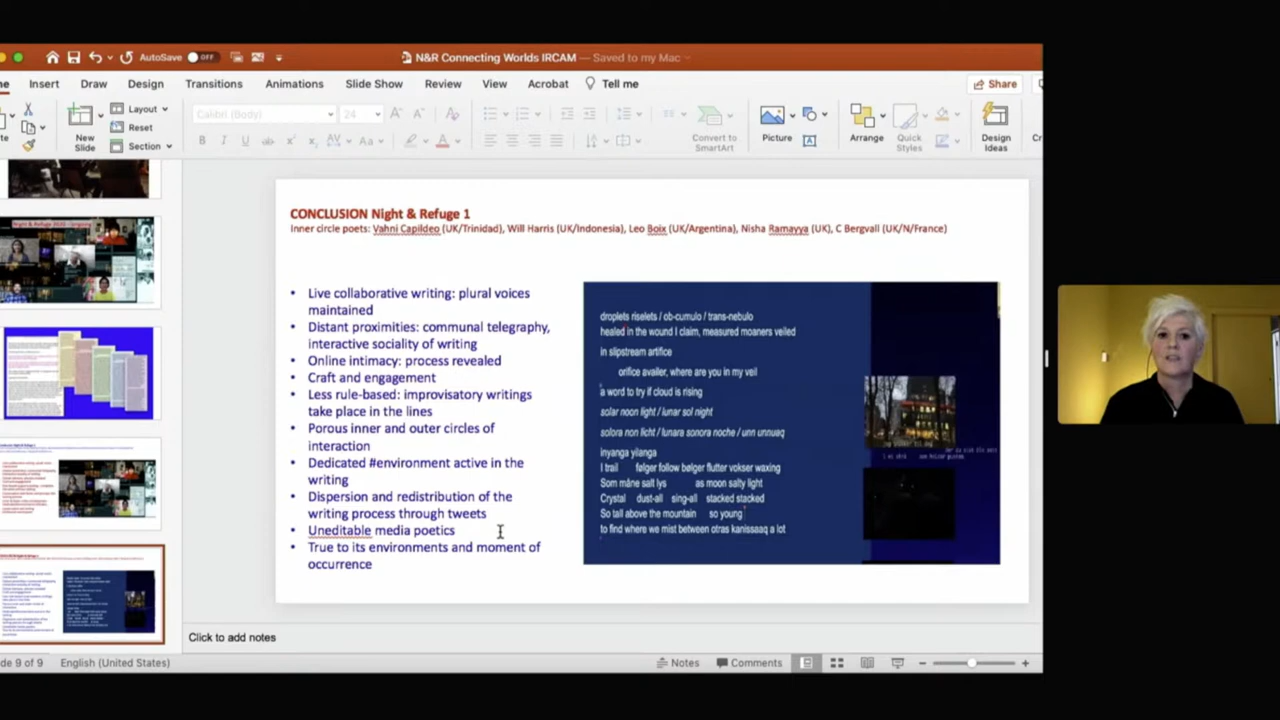 AutoSave OFF
N&R Connecting Worlds IRCAM — Saved to my Mac
Insert Draw Design Transitions Animations Slide Show Review View Acrobat Tell me
Share
Calibri (Body) 24
New Slide
Layout
Reset
Section
Convert to SmartArt
Picture
Arrange
Quick Styles
Design Ideas
CONCLUSION Night & Refuge 1
Inner circle poets: Vahni Capildeo (UK/Trinidad), Will Harris (UK/Indonesia), Leo Boix (UK/Argentina), Nisha Ramayya (UK), C Bergvall (UK/N/France)
• Live collaborative writing: plural voices
maintained
• Distant proximities: communal telegraphy,
interactive sociality of writing
• Online intimacy: process revealed
• Craft and engagement
• Less rule-based: improvisatory writings
take place in the lines
• Porous inner and outer circles of
interaction
• Dedicated #environment active in the
writing
• Dispersion and redistribution of the
writing process through tweets
• Uneditable media poetics
• True to its environments and moment of
occurrence
droplets riselets / ob-cumulo / trans-nebulo
healed in the wound I claim, measured moaners veiled
in slipstream artifice
orifice availer, where are you in my veil
a word to try if cloud is rising
solar noon light / lunar sol night
solora non licht / lunara sonora noche / unn unnuaq
inyanga yilanga
I trail følger follow bølger flutter vokser waxing
Som måne salt lys as moon salty light
Crystal dust-all sing-all stacked stacked
So tall above the mountain so young
to find where we mist between otras kanissaaq a lot
Click to add notes
de 9 of 9 English (United States)
Notes Comments